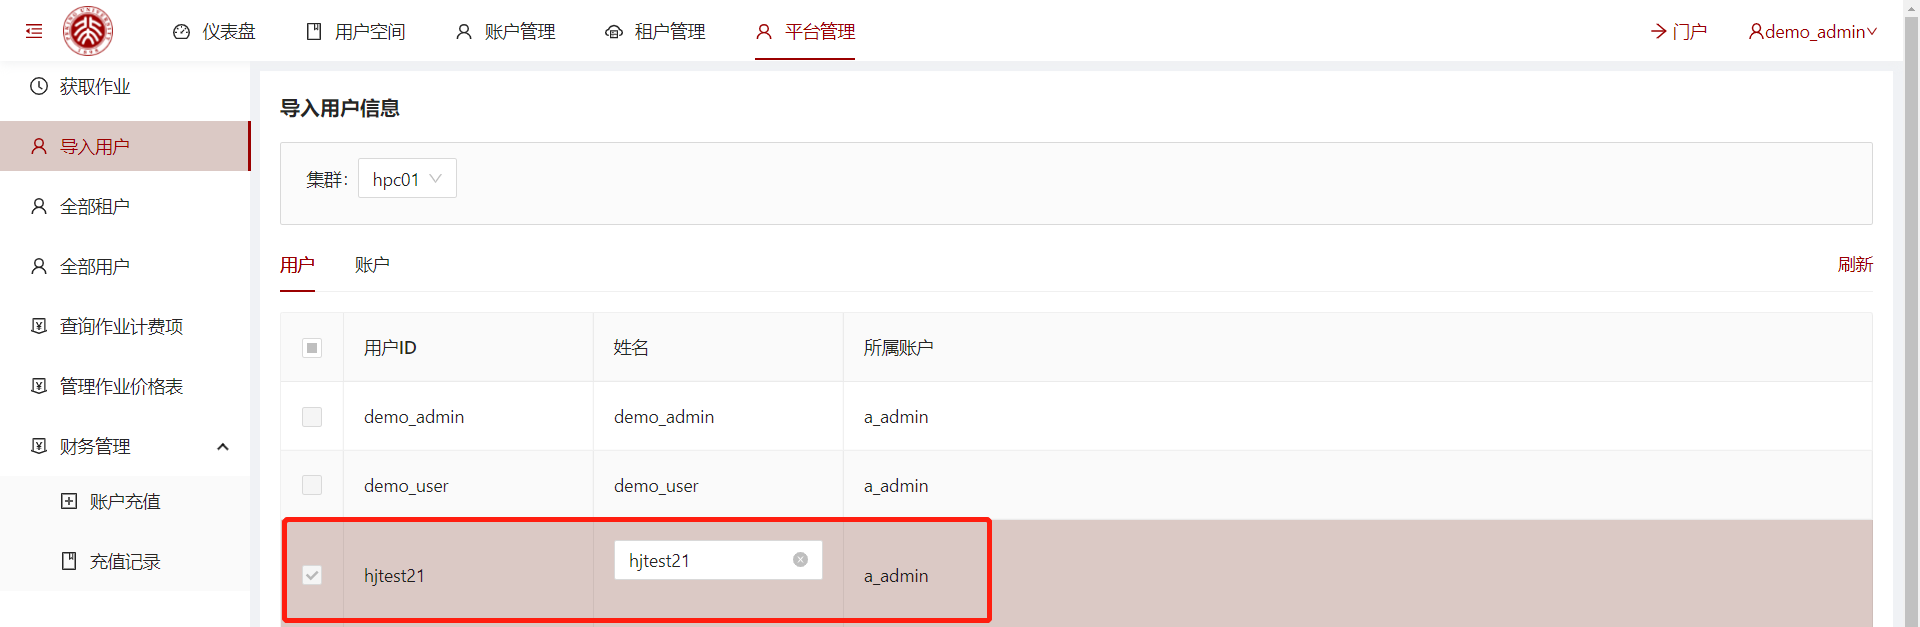 仪表盘 用户空间 账户管理 租户管理 平台管理 门户 demo_admin
获取作业
导入用户
全部租户
全部用户
查询作业计费项
管理作业价格表
财务管理
账户充值
充值记录
导入用户信息
集群: hpc01
用户 账户 刷新
用户ID 姓名 所属账户
demo_admin demo_admin a_admin
demo_user demo_user a_admin
hjtest21 hjtest21 a_admin